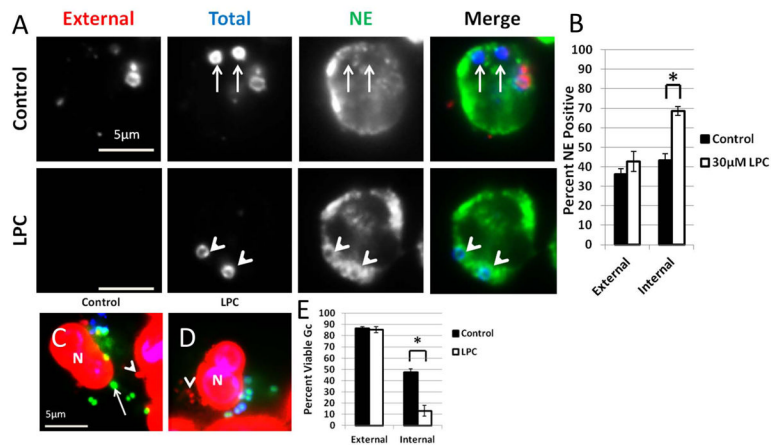 A
External
Total
NE
Merge
Control
5µm
LPC
B
Percent NE Positive
100
90
80
70
60
50
40
30
20
10
0
*
Control
30µM LPC
External
Internal
Control
LPC
C
N
5µm
D
N
E
Percent Viable Gc
100
90
80
70
60
50
40
30
20
10
0
*
Control
LPC
External
Internal